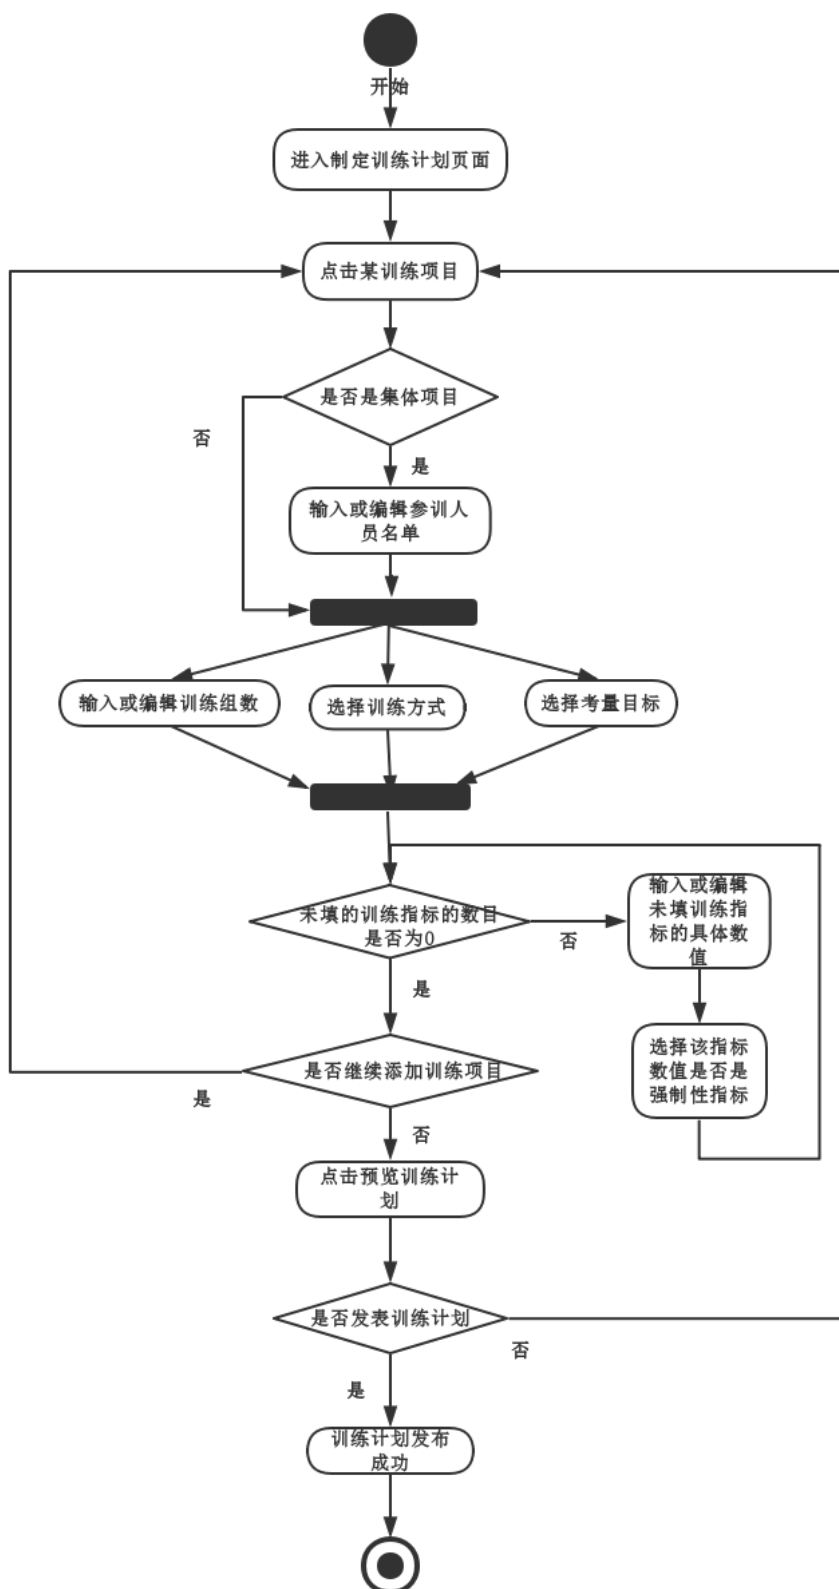 开始
进入制定训练计划页面
点击某训练项目
是否是集体项目
否
是
输入或编辑参训人
员名单
输入或编辑训练组数
选择训练方式
选择考量目标
未填的训练指标的数目
是否为0
否
输入或编辑
未填训练指
标的具体数
值
是
选择该指标
数值是否是
强制性指标
是否继续添加训练项目
是
否
点击预览训练计
划
是否发表训练计划
否
是
训练计划发布
成功